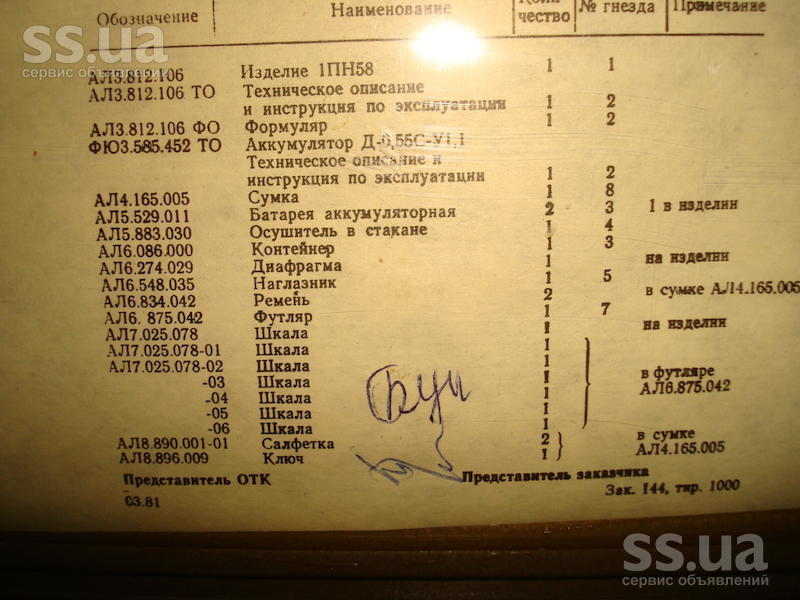 ss.ua
сервис объявлений
Обозначение Наименование Количество № гнезда Примечание
АЛ3.812.106 Изделие 1ПН58 1 1
АЛ3.812.106 ТО Техническое описание
и инструкция по эксплуатации 1 2
АЛ3.812.106 ФО Формуляр 1 2
ФЮ3.585.452 ТО Аккумулятор Д-0,55С-У1,1
Техническое описание и
инструкция по эксплуатации 1 2
АЛ4.165.005 Сумка 1 8
АЛ5.529.011 Батарея аккумуляторная 2 3 1 в изделии
АЛ5.883.030 Осушитель в стакане 1 4
АЛ6.086.000 Контейнер 1 3
АЛ6.274.029 Диафрагма 1 на изделии
АЛ6.548.035 Наглазник 1 5
АЛ6.834.042 Ремень 2 в сумке АЛ4.165.005
АЛ6. 875.042 Футляр 1 7
АЛ7.025.078 Шкала 1 на изделии
АЛ7.025.078-01 Шкала 1
АЛ7.025.078-02 Шкала 1
-03 Шкала 1 в футляре
-04 Шкала 1 АЛ6.875.042
-05 Шкала 1
-06 Шкала 1
АЛ8.890.001-01 Салфетка 2 в сумке
АЛ8.896.009 Ключ 1 АЛ4.165.005
Представитель ОТК Представитель заказчика
03.81 Зак. 144, тир. 1000
ss.ua
сервис объявлений